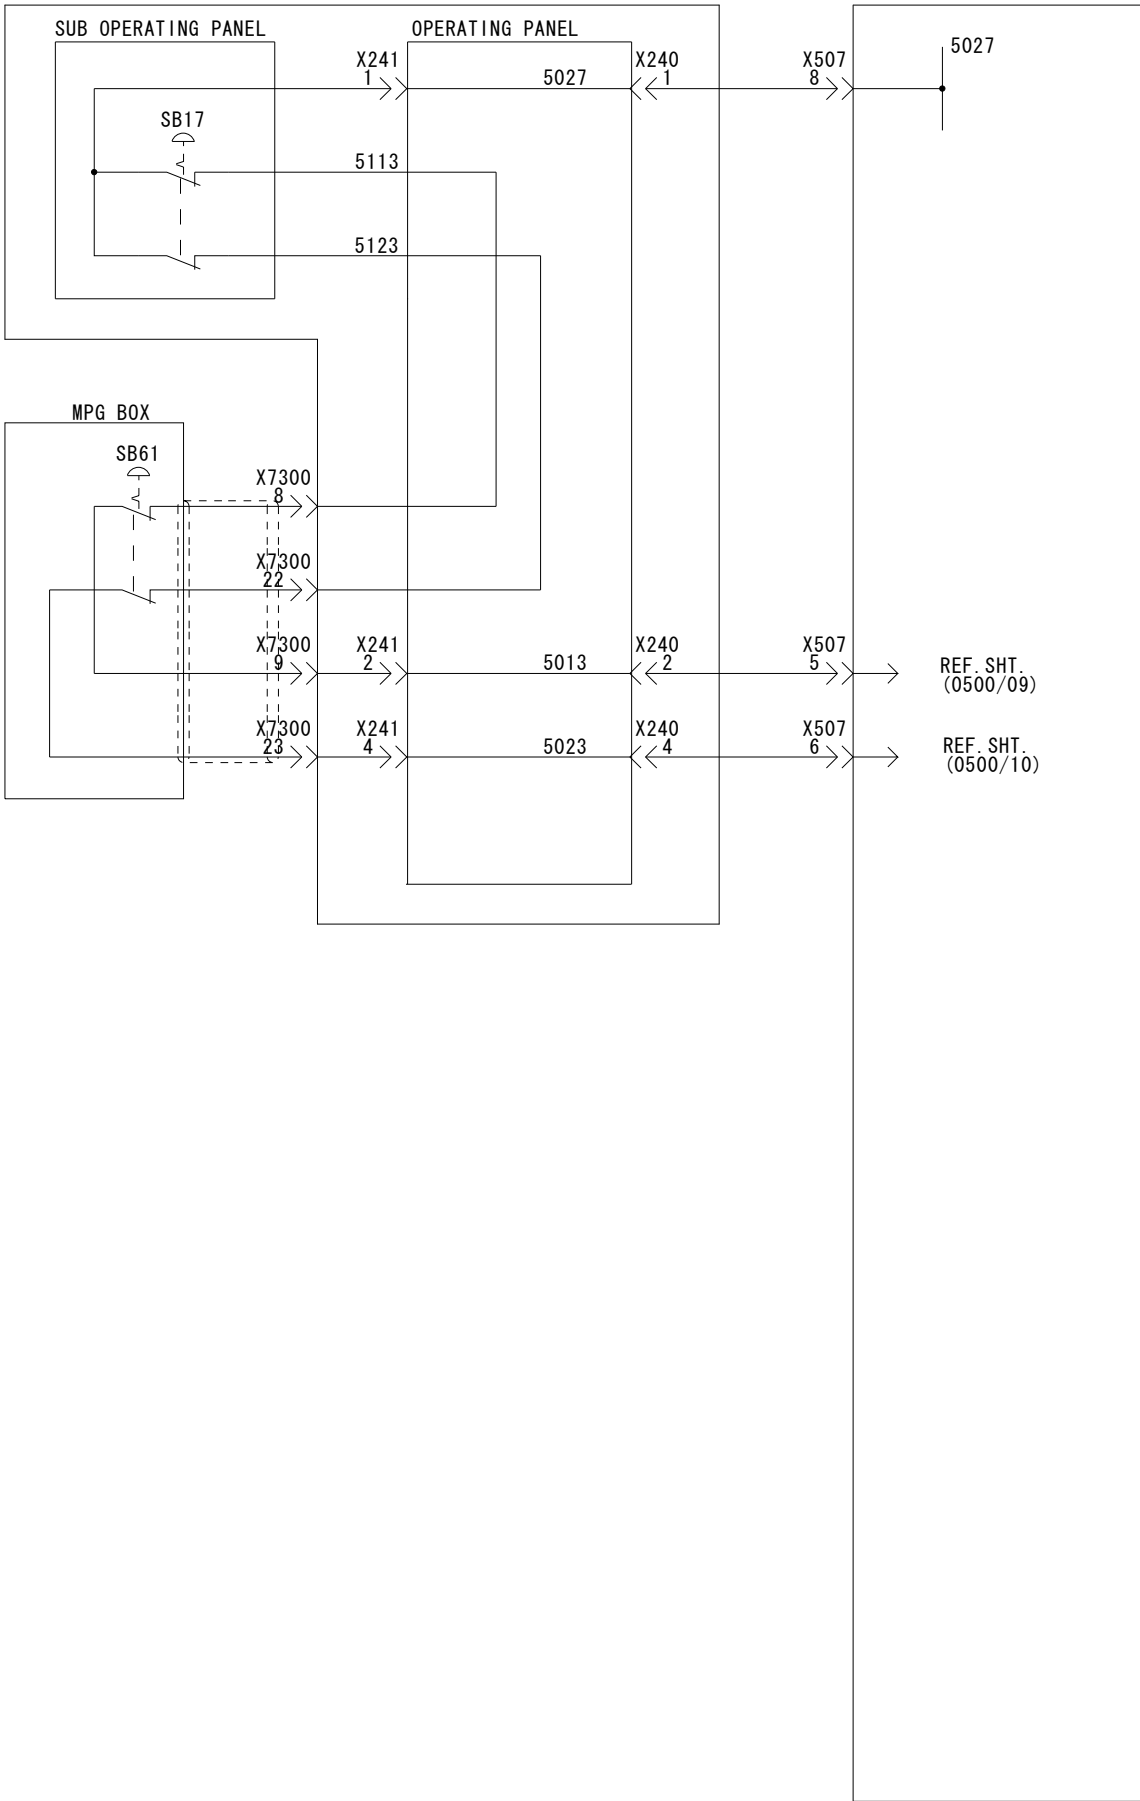 SUB OPERATING PANEL
OPERATING PANEL
5027
X241
1
5027
X240
1
X507
8
SB17
5113
5123
MPG BOX
SB61
X7300
8
X7300
22
X7300
9
X241
2
5013
X240
2
X507
5
REF. SHT.
(0500/09)
X7300
23
X241
4
5023
X240
4
X507
6
REF. SHT.
(0500/10)